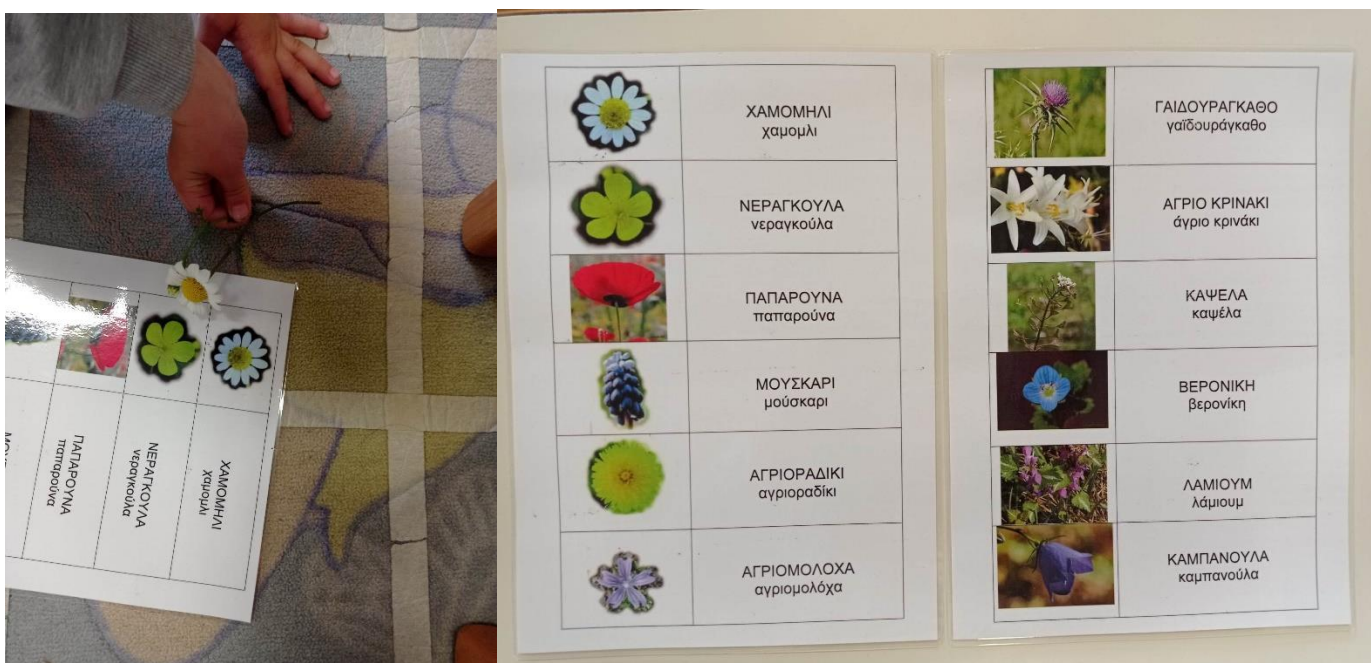 ΠΑΠΑΡΟΥΝΑ
παπαρούνα
ΝΕΡΑΓΚΟΥΛΑ
νεραγκούλα
ΧΑΜΟΜΗΛΙ
χαμομλι
ΧΑΜΟΜΗΛΙ
χαμομλι
ΝΕΡΑΓΚΟΥΛΑ
νεραγκούλα
ΠΑΠΑΡΟΥΝΑ
παπαρούνα
ΜΟΥΣΚΑΡΙ
μούσκαρι
ΑΓΡΙΟΡΑΔΙΚΙ
αγριοραδίκι
ΑΓΡΙΟΜΟΛΟΧΑ
αγριομολόχα
ΓΑΙΔΟΥΡΑΓΚΑΘΟ
γαϊδουράγκαθο
ΑΓΡΙΟ ΚΡΙΝΑΚΙ
άγριο κρινάκι
ΚΑΨΕΛΑ
καψέλα
ΒΕΡΟΝΙΚΗ
βερονίκη
ΛΑΜΙΟΥΜ
λάμιουμ
ΚΑΜΠΑΝΟΥΛΑ
καμπανούλα